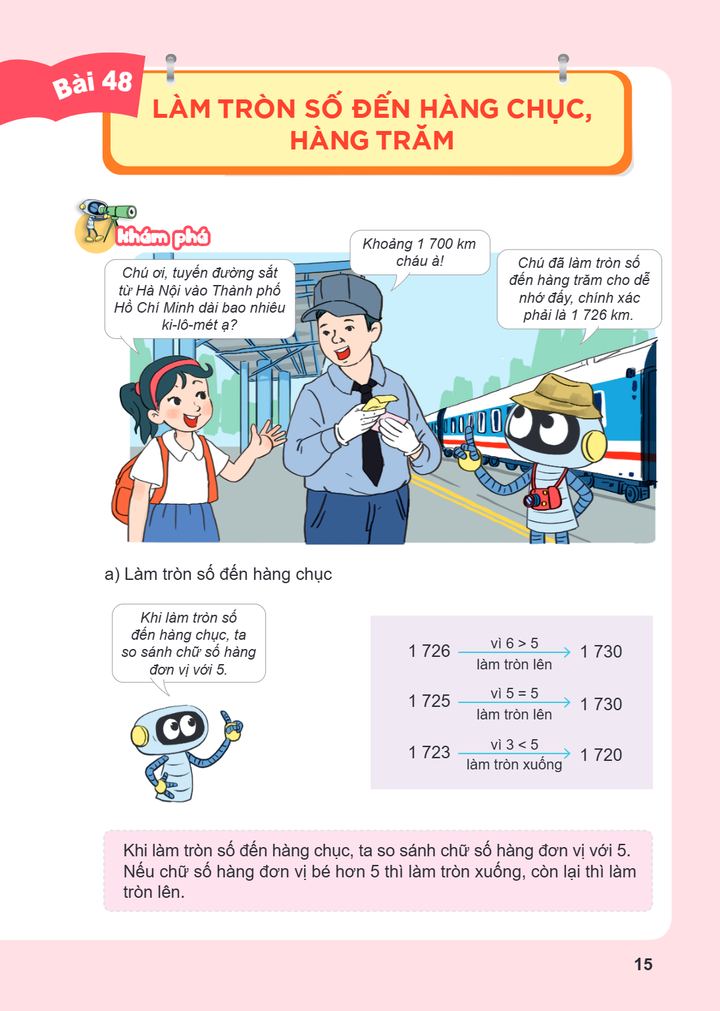 Bài 48
LÀM TRÒN SỐ ĐẾN HÀNG CHỤC,
HÀNG TRĂM
Khám phá
Chú ơi, tuyến đường sắt
từ Hà Nội vào Thành phố
Hồ Chí Minh dài bao nhiêu
ki-lô-mét ạ?
Khoảng 1 700 km
cháu à!
Chú đã làm tròn số
đến hàng trăm cho dễ
nhớ đấy, chính xác
phải là 1 726 km.
a) Làm tròn số đến hàng chục
Khi làm tròn số
đến hàng chục, ta
so sánh chữ số hàng
đơn vị với 5.
1 726 vì 6 > 5 1 730
làm tròn lên
1 725 vì 5 = 5 1 730
làm tròn lên
1 723 vì 3 < 5 1 720
làm tròn xuống
Khi làm tròn số đến hàng chục, ta so sánh chữ số hàng đơn vị với 5.
Nếu chữ số hàng đơn vị bé hơn 5 thì làm tròn xuống, còn lại thì làm
tròn lên.
15